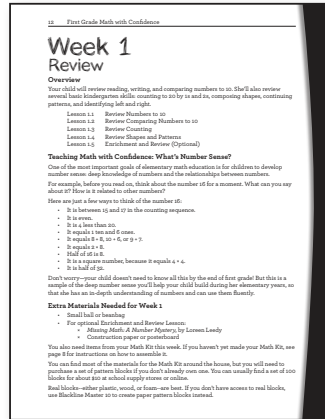 12 First Grade Math with Confidence
Week 1
Review
Overview
Your child will review reading, writing, and comparing numbers to 10. She'll also review
several basic kindergarten skills: counting to 20 by 1s and 2s, composing shapes, continuing
patterns, and identifying left and right.
Lesson 1.1 Review Numbers to 10
Lesson 1.2 Review Comparing Numbers to 10
Lesson 1.3 Review Counting
Lesson 1.4 Review Shapes and Patterns
Lesson 1.5 Enrichment and Review (Optional)
Teaching Math with Confidence: What's Number Sense?
One of the most important goals of elementary math education is for children to develop
number sense: deep knowledge of numbers and the relationships between numbers.
For example, before you read on, think about the number 16 for a moment. What can you say
about it? How is it related to other numbers?
Here are just a few ways to think of the number 16:
• It is between 15 and 17 in the counting sequence.
• It is even.
• It is 4 less than 20.
• It equals 1 ten and 6 ones.
• It equals 8 + 8, 10 + 6, or 9 + 7.
• It equals 2 × 8.
• Half of 16 is 8.
• It is a square number, because it equals 4 × 4.
• It is half of 32.
Don't worry—your child doesn't need to know all this by the end of first grade! But this is a
sample of the deep number sense you'll help your child build during her elementary years, so
that she has an in-depth understanding of numbers and can use them fluently.
Extra Materials Needed for Week 1
• Small ball or beanbag
• For optional Enrichment and Review Lesson:
• Missing Math: A Number Mystery, by Loreen Leedy
• Construction paper or posterboard
You also need items from your Math Kit this week. If you haven't yet made your Math Kit, see
page 8 for instructions on how to assemble it.
You can find most of the materials for the Math Kit around the house, but you will need to
purchase a set of pattern blocks if you don't already own one. You can usually find a set of 100
blocks for about $10 at school supply stores or online.
Real blocks—either plastic, wood, or foam—are best. If you don't have access to real blocks,
use Blackline Master 10 to create paper pattern blocks instead.